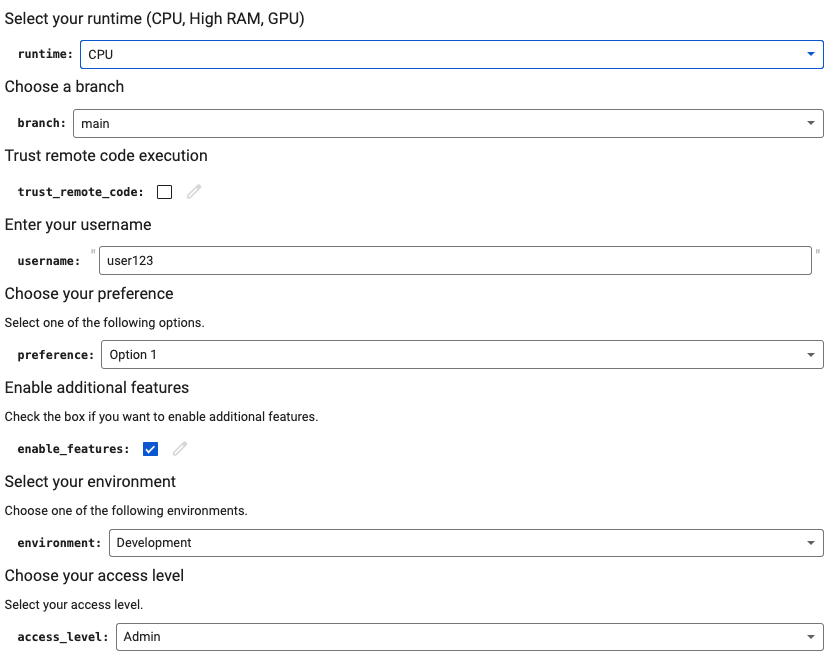 Select your runtime (CPU, High RAM, GPU)
runtime: CPU
Choose a branch
branch: main
Trust remote code execution
trust_remote_code:
Enter your username
username: " user123 "
Choose your preference
Select one of the following options.
preference: Option 1
Enable additional features
Check the box if you want to enable additional features.
enable_features:
Select your environment
Choose one of the following environments.
environment: Development
Choose your access level
Select your access level.
access_level: Admin